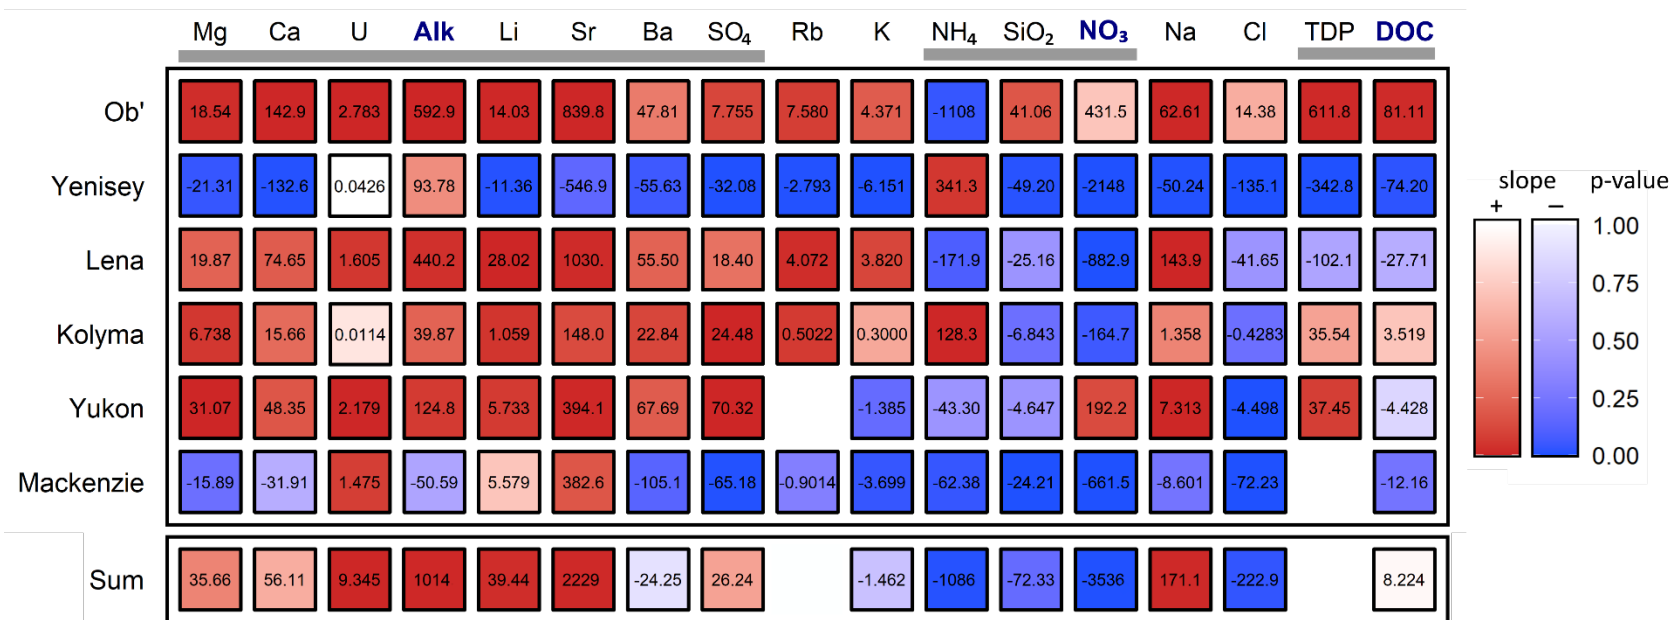 Mg Ca U Alk Li Sr Ba SO₄ Rb K NH₄ SiO₂ NO₃ Na Cl TDP DOC
Ob' 18.54 142.9 2.783 592.9 14.03 839.8 47.81 7.755 7.580 4.371 -1108 41.06 431.5 62.61 14.38 611.8 81.11
Yenisey -21.31 -132.6 0.0426 93.78 -11.36 -546.9 -55.63 -32.08 -2.793 -6.151 341.3 -49.20 -2148 -50.24 -135.1 -342.8 -74.20
Lena 19.87 74.65 1.605 440.2 28.02 1030. 55.50 18.40 4.072 3.820 -171.9 -25.16 -882.9 143.9 -41.65 -102.1 -27.71
Kolyma 6.738 15.66 0.0114 39.87 1.059 148.0 22.84 24.48 0.5022 0.3000 128.3 -6.843 -164.7 1.358 -0.4283 35.54 3.519
Yukon 31.07 48.35 2.179 124.8 5.733 394.1 67.69 70.32 -1.385 -43.30 -4.647 192.2 7.313 -4.498 37.45 -4.428
Mackenzie -15.89 -31.91 1.475 -50.59 5.579 382.6 -105.1 -65.18 -0.9014 -3.699 -62.38 -24.21 -661.5 -8.601 -72.23 -12.16
Sum 35.66 56.11 9.345 1014 39.44 2229 -24.25 26.24 -1.462 -1086 -72.33 -3536 171.1 -222.9 8.224
slope p-value
+ −
1.00
0.75
0.50
0.25
0.00